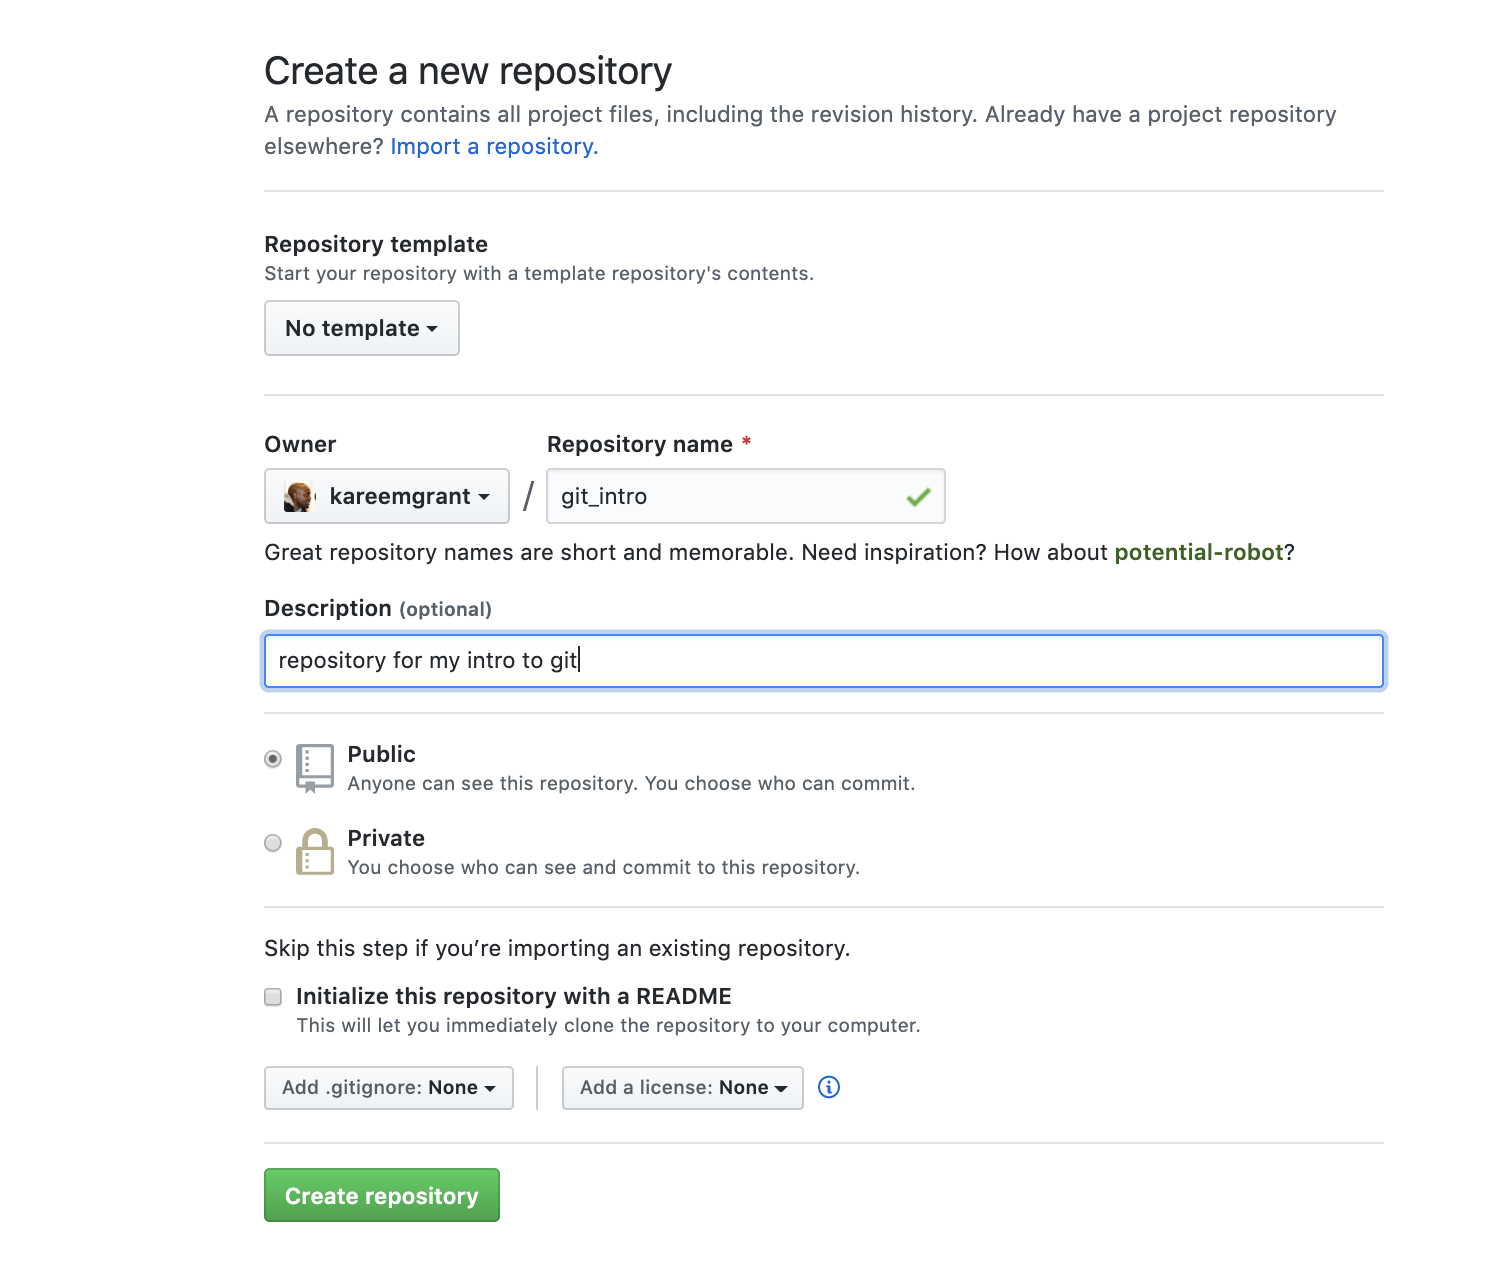 Create a new repository
A repository contains all project files, including the revision history. Already have a project repository
elsewhere? Import a repository.
Repository template
Start your repository with a template repository's contents.
No template
Owner
Repository name *
kareemgrant
/
git_intro
Great repository names are short and memorable. Need inspiration? How about potential-robot?
Description (optional)
repository for my intro to git
Public
Anyone can see this repository. You choose who can commit.
Private
You choose who can see and commit to this repository.
Skip this step if you’re importing an existing repository.
Initialize this repository with a README
This will let you immediately clone the repository to your computer.
Add .gitignore: None
Add a license: None
Create repository